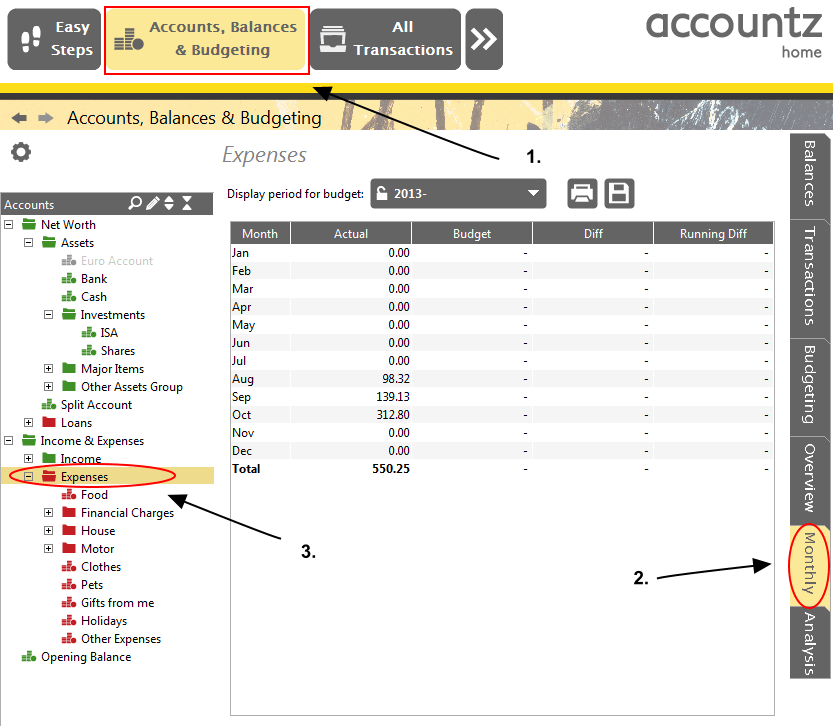 Easy
Steps
Accounts, Balances
& Budgeting
All
Transactions
accountz
home
Accounts, Balances & Budgeting
1.
Expenses
Display period for budget: 2013-
Accounts
Net Worth
Assets
Euro Account
Bank
Cash
Investments
ISA
Shares
Major Items
Other Assets Group
Split Account
Loans
Income & Expenses
Income
Expenses
Food
Financial Charges
House
Motor
Clothes
Pets
Gifts from me
Holidays
Other Expenses
Opening Balance
3.
Month Actual Budget Diff Running Diff
Jan 0.00 - - -
Feb 0.00 - - -
Mar 0.00 - - -
Apr 0.00 - - -
May 0.00 - - -
Jun 0.00 - - -
Jul 0.00 - - -
Aug 98.32 - - -
Sep 139.13 - - -
Oct 312.80 - - -
Nov 0.00 - - -
Dec 0.00 - - -
Total 550.25 - - -
2.
Balances
Transactions
Budgeting
Overview
Monthly
Analysis